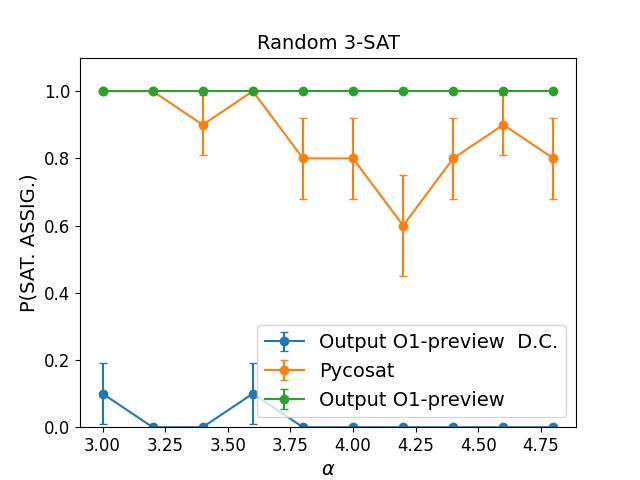 Random 3-SAT
P(SAT. ASSIG.)
1.0
0.8
0.6
0.4
0.2
0.0
Output O1-preview  D.C.
Pycosat
Output O1-preview
3.00 3.25 3.50 3.75 4.00 4.25 4.50 4.75
α